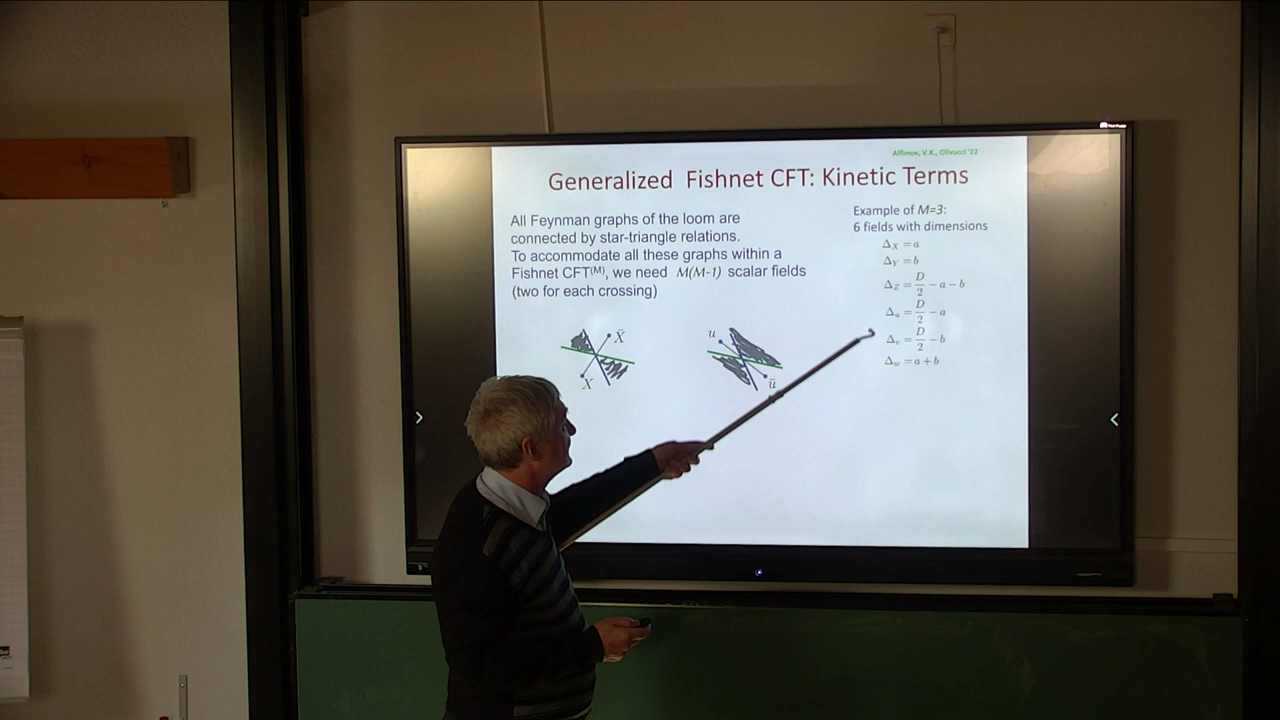 Alfimov, V.K., Olivucci '22
Generalized Fishnet CFT: Kinetic Terms
All Feynman graphs of the loom are
connected by star-triangle relations.
To accommodate all these graphs within a
Fishnet CFT(M), we need M(M-1) scalar fields
(two for each crossing)
Example of M=3:
6 fields with dimensions
Δ_X = a
Δ_Y = b
Δ_Z = D/2 − a − b
Δ_u = D/2 − a
Δ_v = D/2 − b
Δ_w = a + b
X̄
X
u
ū